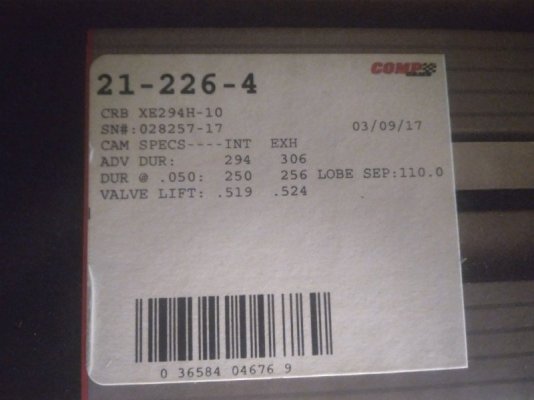 COMP
CAMS
21-226-4
CRB XE294H-10
SN#:028257-17 03/09/17
CAM SPECS----INT EXH
ADV DUR: 294 306
DUR @ .050: 250 256 LOBE SEP:110.0
VALVE LIFT: .519 .524
0 36584 04676 9